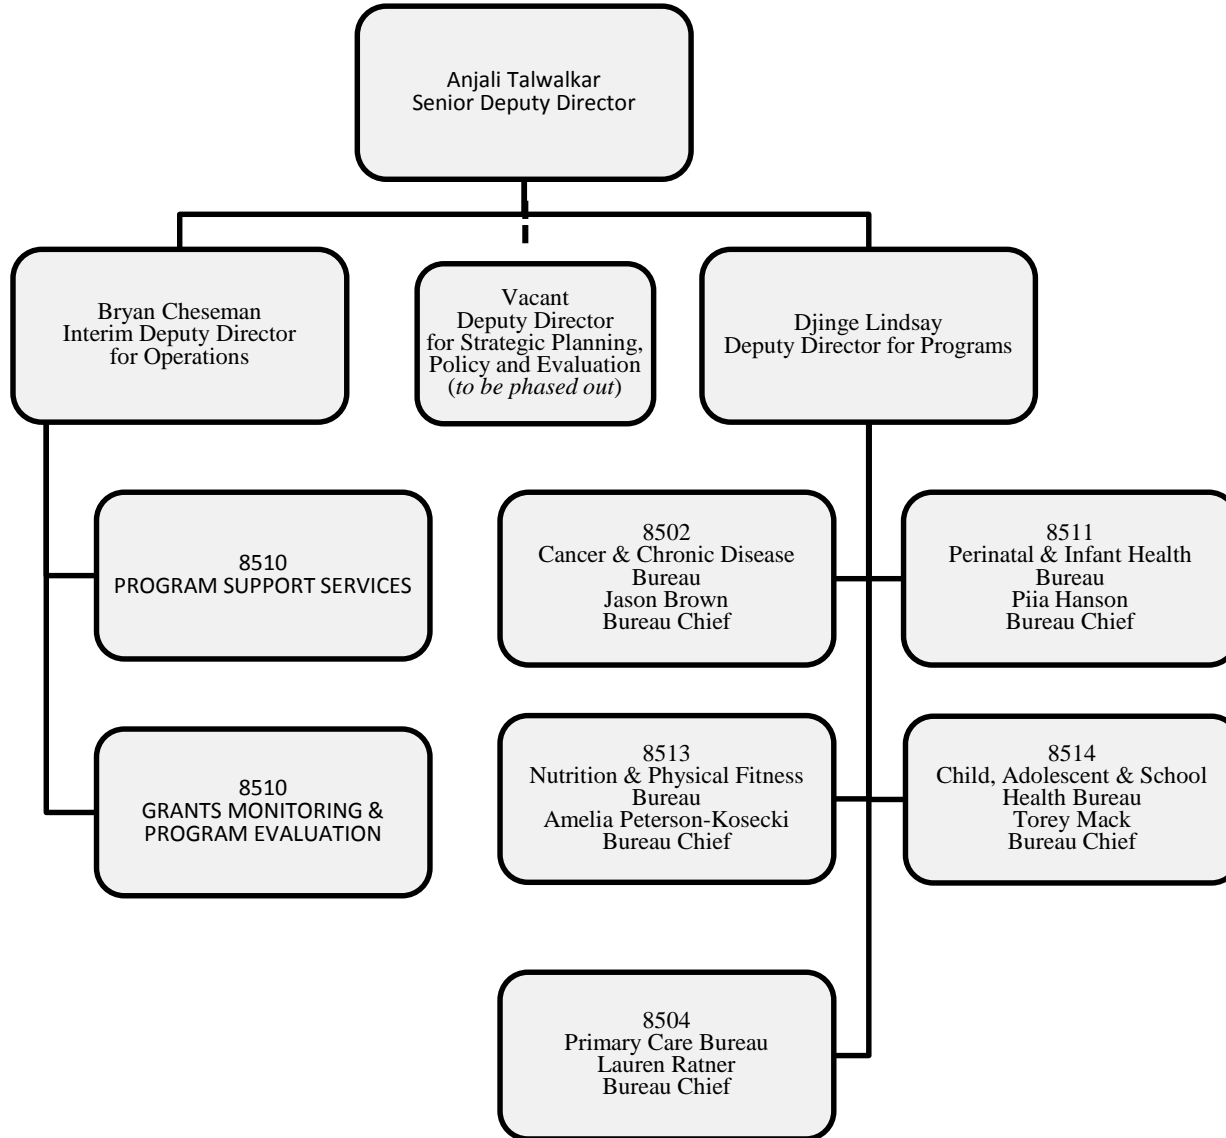 Anjali Talwalkar
Senior Deputy Director
Bryan Cheseman
Interim Deputy Director
for Operations
Vacant
Deputy Director
for Strategic Planning,
Policy and Evaluation
(to be phased out)
Djinge Lindsay
Deputy Director for Programs
8510
PROGRAM SUPPORT SERVICES
8502
Cancer & Chronic Disease
Bureau
Jason Brown
Bureau Chief
8511
Perinatal & Infant Health
Bureau
Piia Hanson
Bureau Chief
8510
GRANTS MONITORING &
PROGRAM EVALUATION
8513
Nutrition & Physical Fitness
Bureau
Amelia Peterson-Kosecki
Bureau Chief
8514
Child, Adolescent & School
Health Bureau
Torey Mack
Bureau Chief
8504
Primary Care Bureau
Lauren Ratner
Bureau Chief